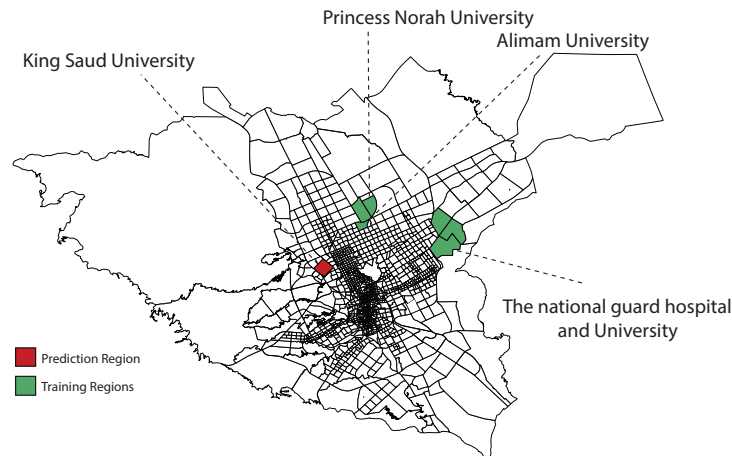 Princess Norah University
Alimam University
King Saud University
The national guard hospital
and University
Prediction Region
Training Regions